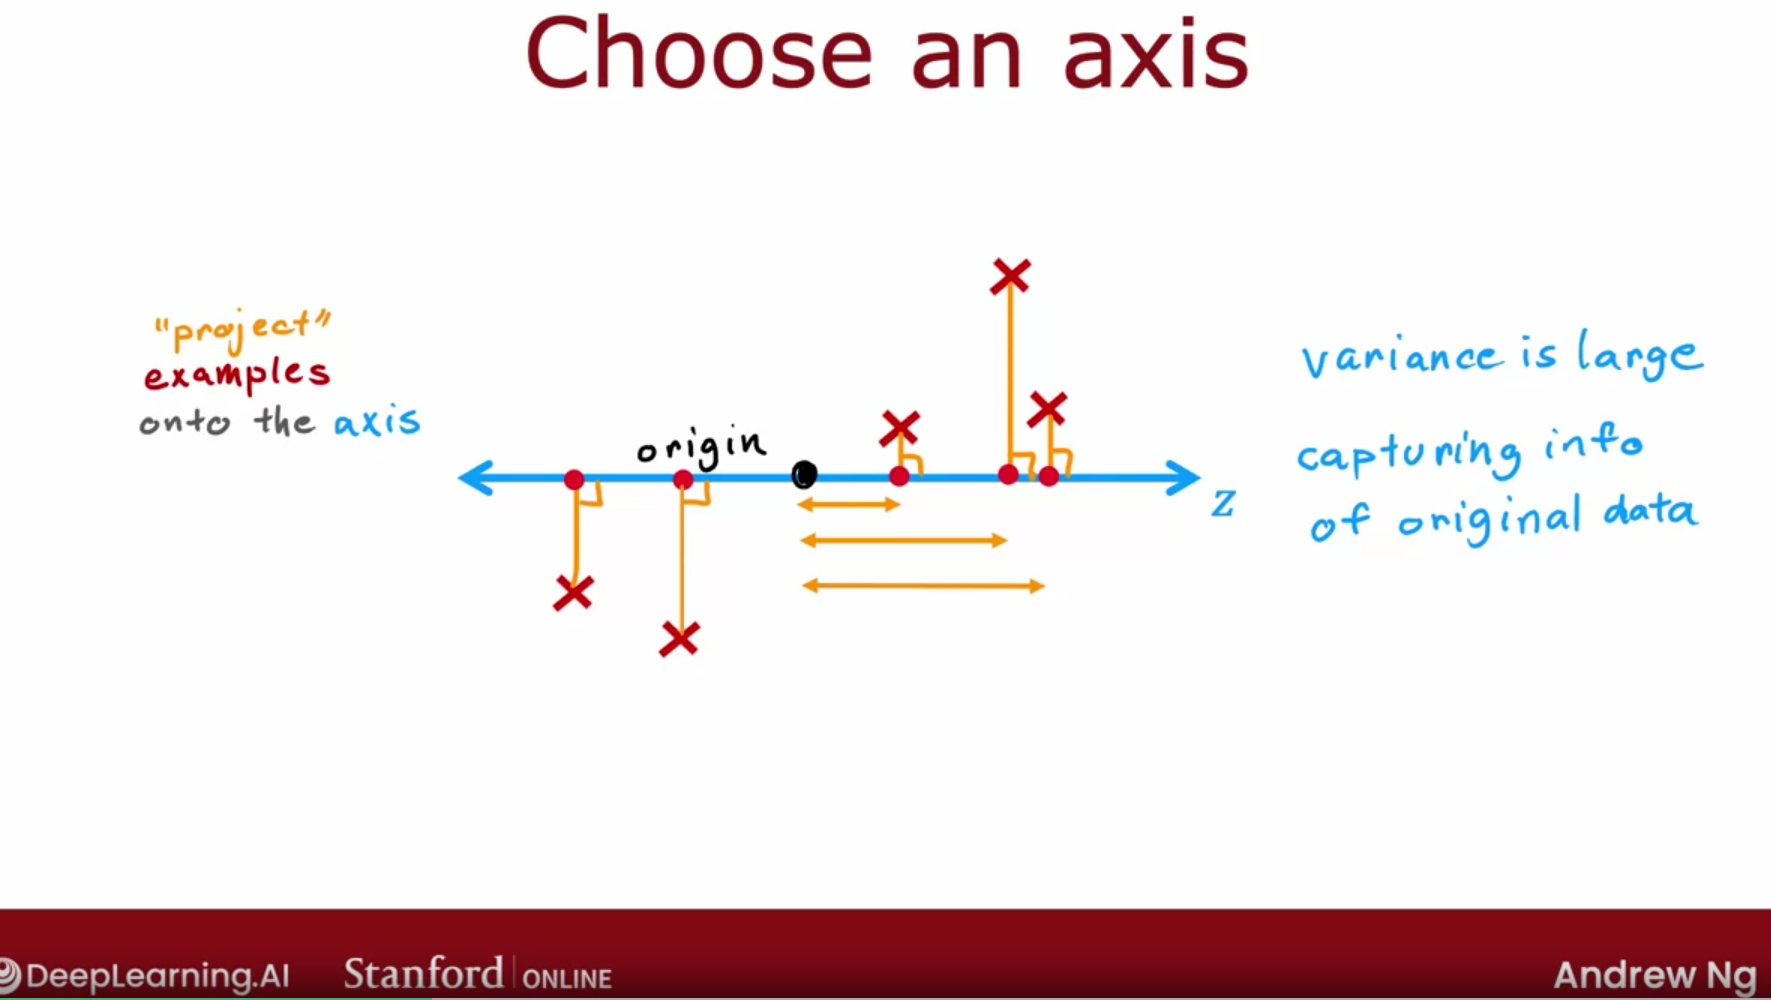 Choose an axis
"project"
examples
onto the axis
origin
z
variance is large
capturing info
of original data
DeepLearning.AI
Stanford ONLINE
Andrew Ng